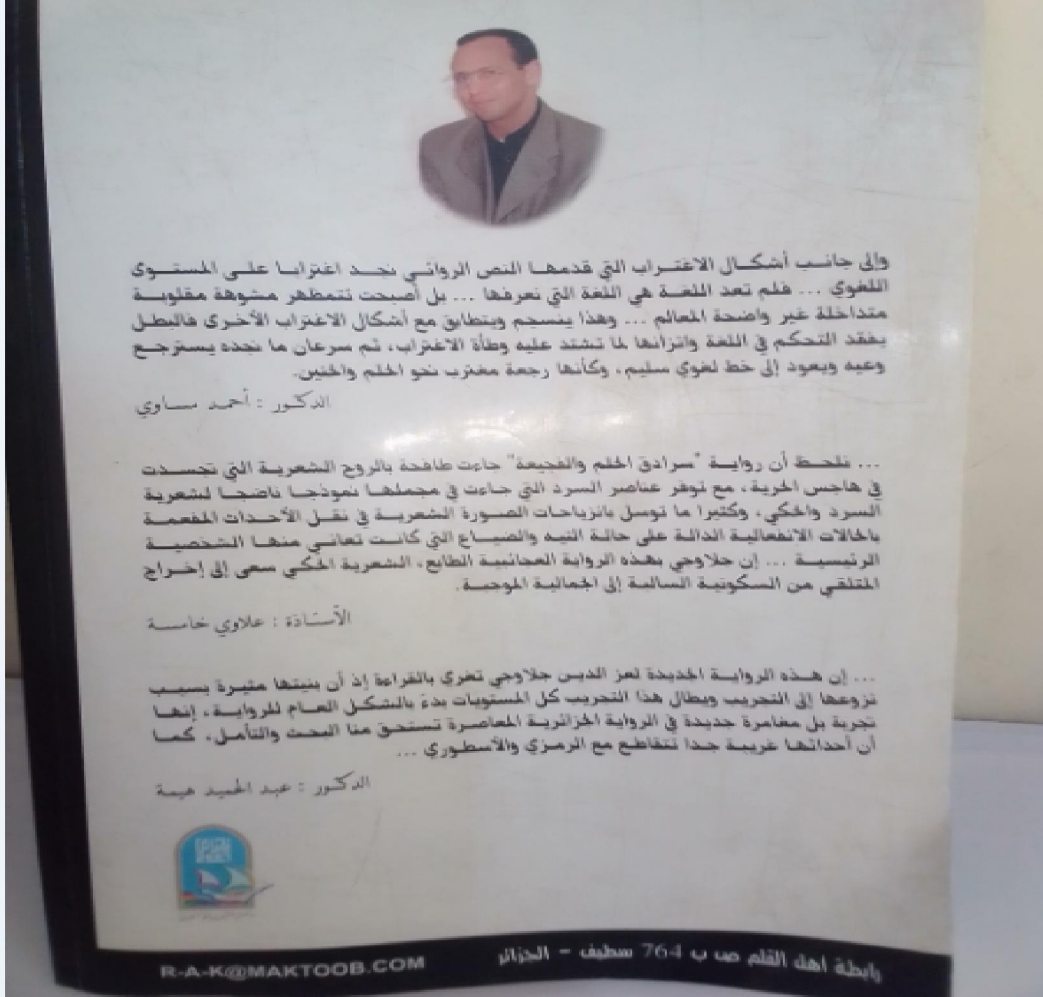 والى جانب أشكال الاغتراب التي قدمها النص الروائي نجد اغترابا على المستوى
اللغوي ... فلم تعد اللغة هي اللغة التي نعرفها ... بل أصبحت تتمظهر مشوهة مقلوبة
متداخلة غير واضحة المعالم ... وهذا ينسجم ويتطابق مع أشكال الاغتراب الأخرى فالبطل
يفقد التحكم في اللغة واتزانها لما تشتد عليه وطأة الاغتراب، ثم سرعان ما نجده يسترجع
وعيه ويعود إلى خط لغوي سليم، وكأنها رجعة مغترب نحو الحلم والحنين.
الدكتور : أحمد مساوي
... نلحظ أن رواية "سرادق الحلم والفجيعة" جاءت طافحة بالروح الشعرية التي تجسدت
في هاجس الحرية، مع توفر عناصر السرد التي جاءت في مجملها نموذجا ناضجا لشعرية
السرد والحكي، وكثيرا ما توسل بانزياحات الصورة الشعرية في نقل الأحداث المفعمة
بالحالات الانفعالية الدالة على حالة التيه والضياع التي كانت تعاني منها الشخصية
الرئيسية ... إن جلاوجي بهذه الرواية العجائبية الطابع، الشعرية الحكي سعى إلى إخراج
المتلقي من السكونية السالبة إلى الجمالية الموجبة.
الأستاذة : علاوي خامسة
... إن هذه الرواية الجديدة لعز الدين جلاوجي تغري بالقراءة إذ أن بنيتها مثيرة بسبب
نزوعها إلى التجريب ويطال هذا التجريب كل المستويات بدءً بالشكل العام للرواية، إنها
تجربة بل مغامرة جديدة في الرواية الجزائرية المعاصرة تستحق منا البحث والتأمل، كما
أن أحداثها غريبة جدا تتقاطع مع الرمزي والأسطوري ...
الدكتور : عبد الحميد هيمة
رابطة اهل القلم ص ب 764 سطيف - الجزائر
R-A-K@MAKTOOB.COM